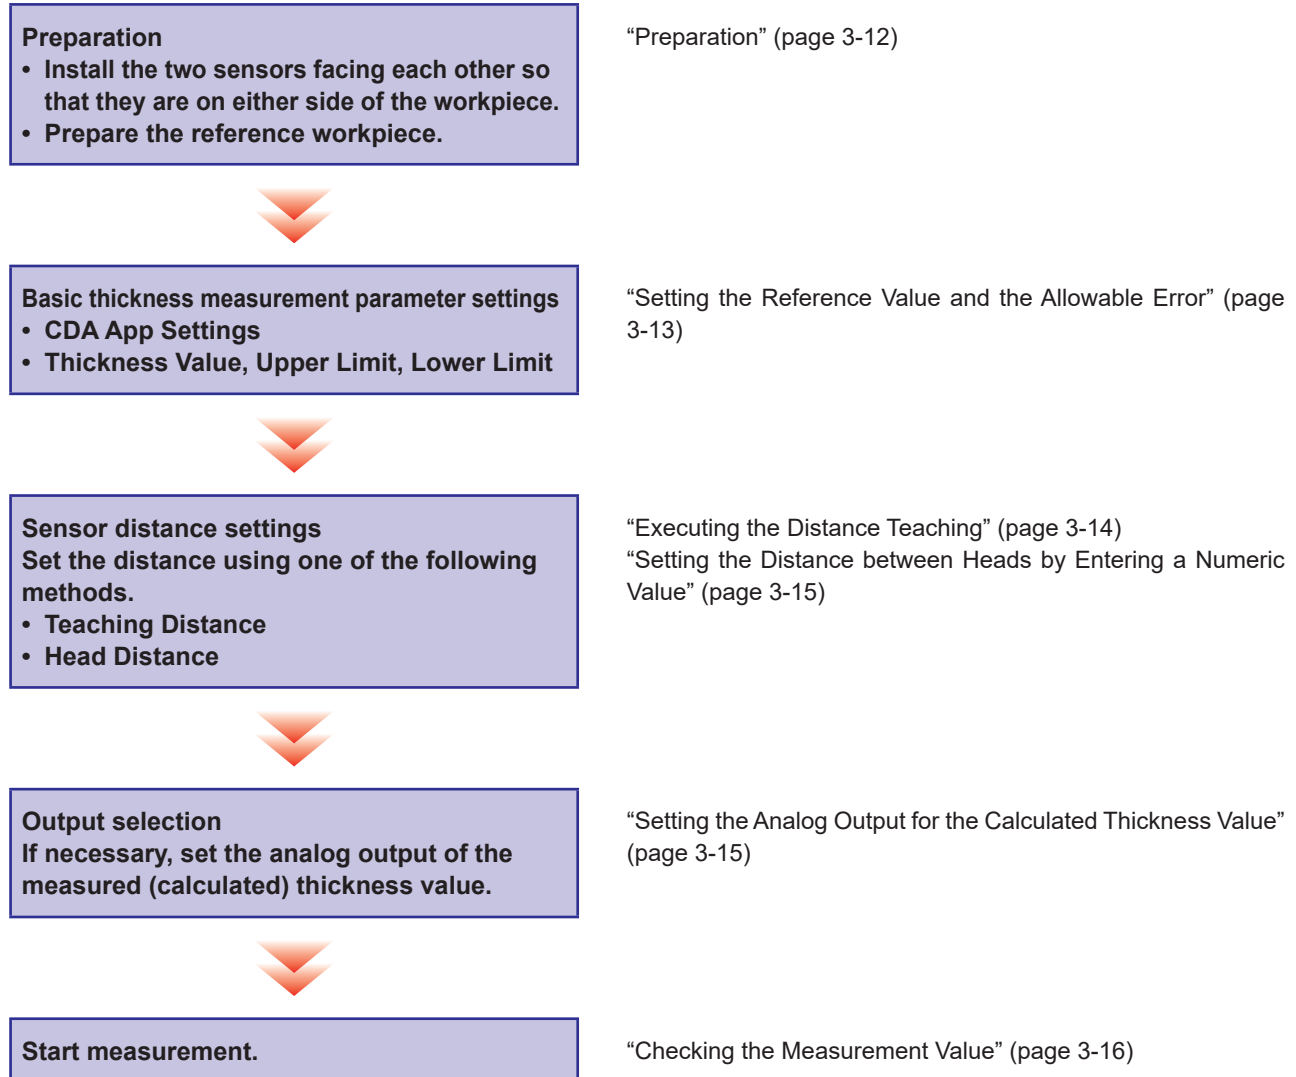 Preparation
• Install the two sensors facing each other so
that they are on either side of the workpiece.
• Prepare the reference workpiece.
“Preparation” (page 3-12)
Basic thickness measurement parameter settings
• CDA App Settings
• Thickness Value, Upper Limit, Lower Limit
“Setting the Reference Value and the Allowable Error” (page
3-13)
Sensor distance settings
Set the distance using one of the following
methods.
• Teaching Distance
• Head Distance
“Executing the Distance Teaching” (page 3-14)
“Setting the Distance between Heads by Entering a Numeric
Value” (page 3-15)
Output selection
If necessary, set the analog output of the
measured (calculated) thickness value.
“Setting the Analog Output for the Calculated Thickness Value”
(page 3-15)
Start measurement.
“Checking the Measurement Value” (page 3-16)